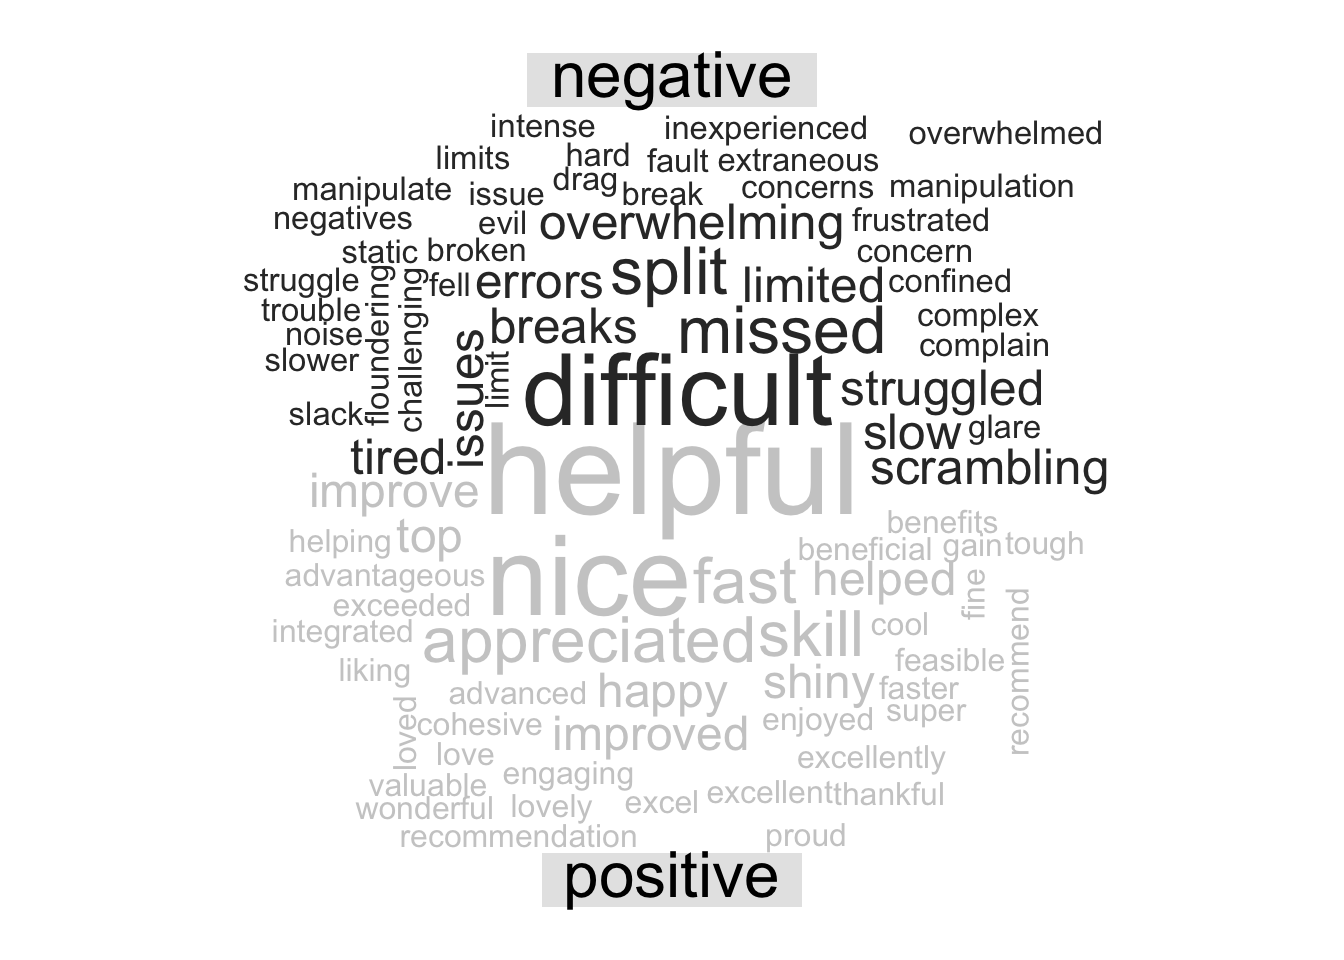 negative
intense inexperienced overwhelmed
limits hard fault extraneous
manipulate issue drag break concerns manipulation
negatives evil overwhelming frustrated
static broken concern
struggle floundering challenging fell errors split limited confined
trouble breaks missed complex
noise issues limit complain
slower difficult struggled
slack slow glare
tired scrambling
improve helpful
helping top benefits
beneficial gain tough
advantageous nice fast helped fine
exceeded recommend
integrated appreciated skill cool
liking feasible
advanced happy shiny faster
loved cohesive improved enjoyed super
love excellently
valuable engaging
wonderful lovely excel excellent thankful
recommendation proud
positive